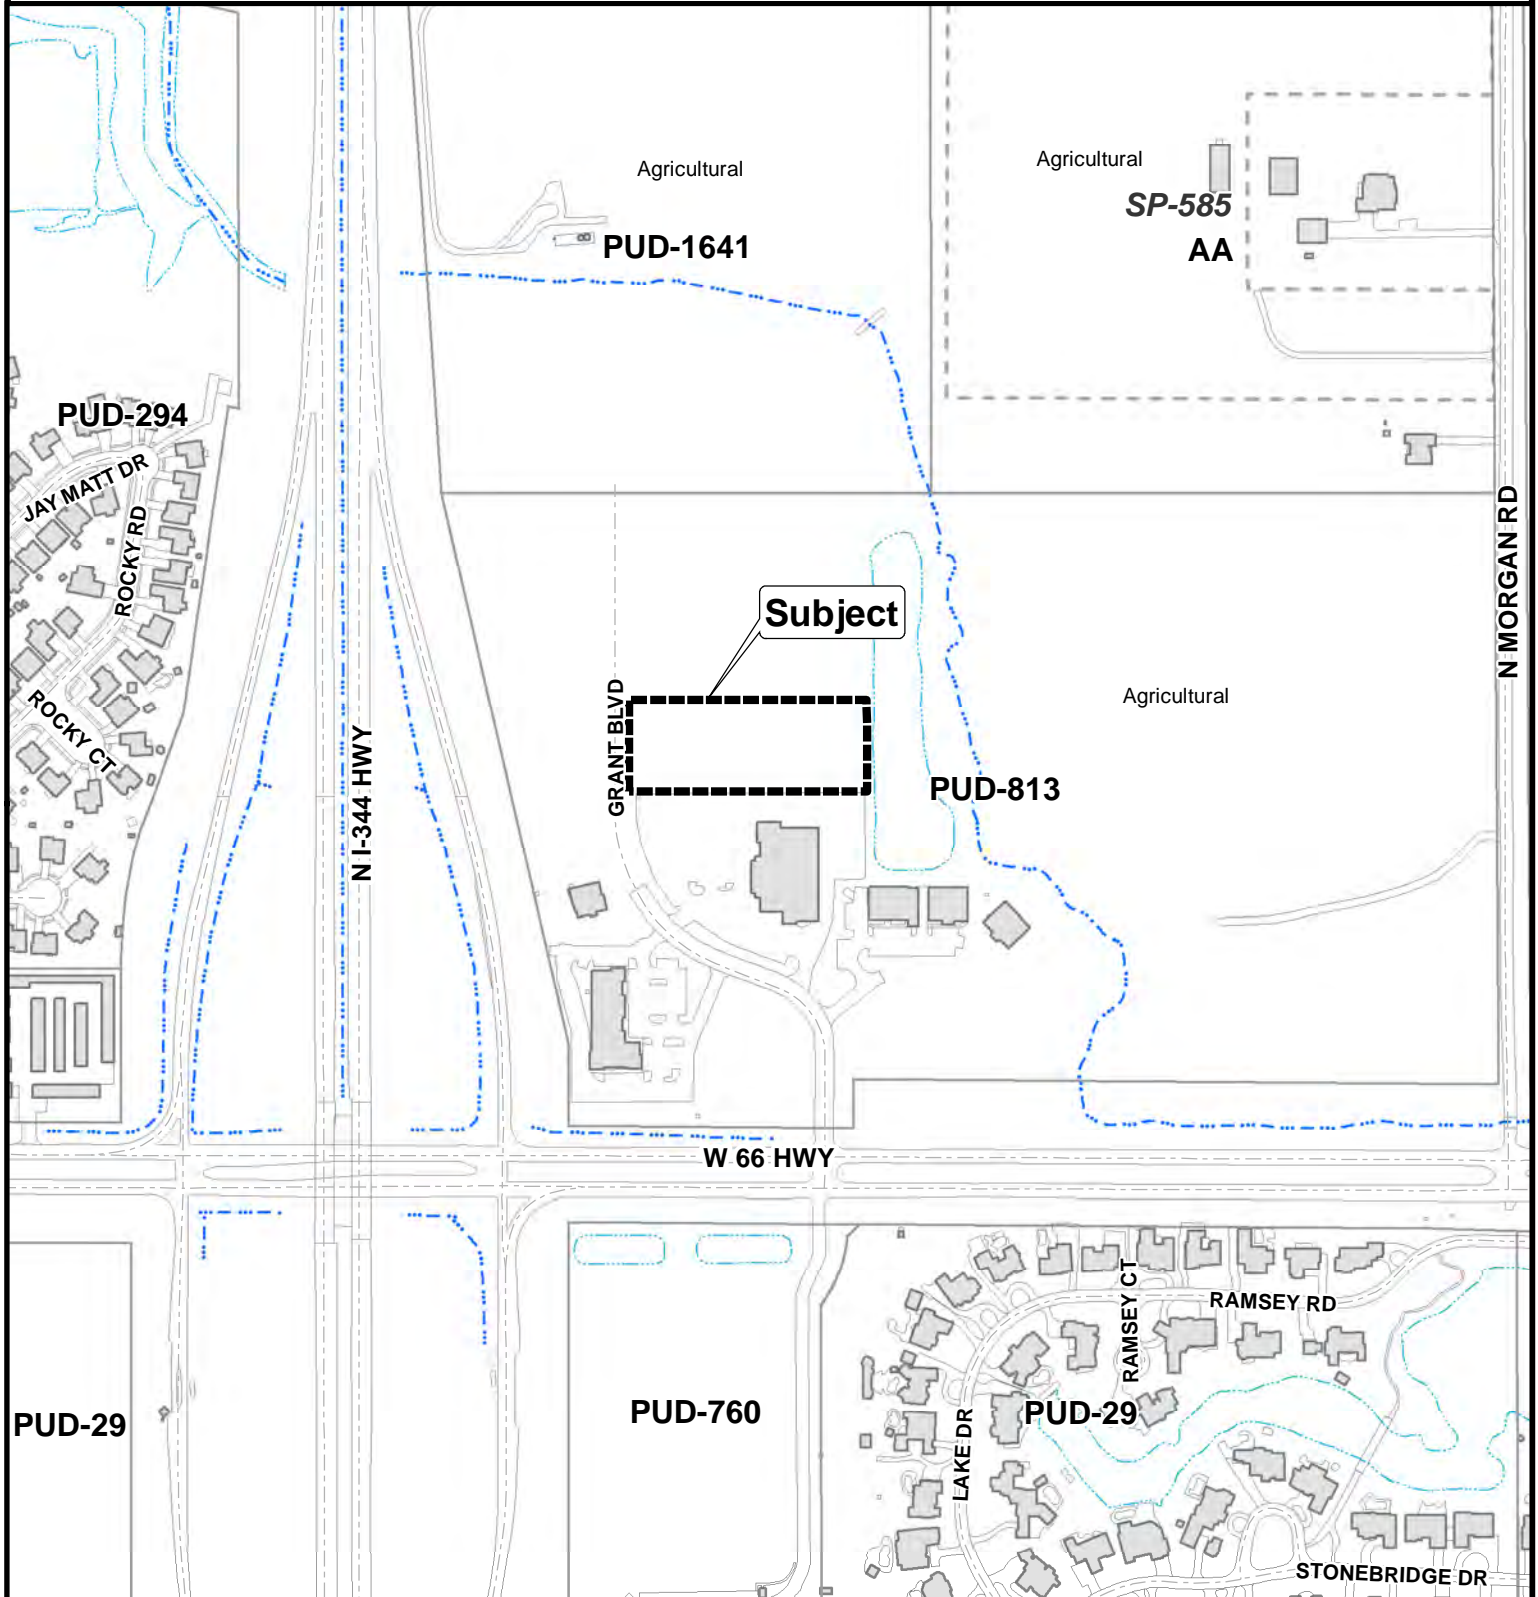 Agricultural
Agricultural
SP-585
PUD-1641
AA
PUD-294
JAY MATT DR
ROCKY RD
N MORGAN RD
Subject
ROCKY CT
GRANT BLVD
Agricultural
N I-344 HWY
PUD-813
W 66 HWY
RAMSEY CT
RAMSEY RD
PUD-29
PUD-760
PUD-29
LAKE DR
STONEBRIDGE DR